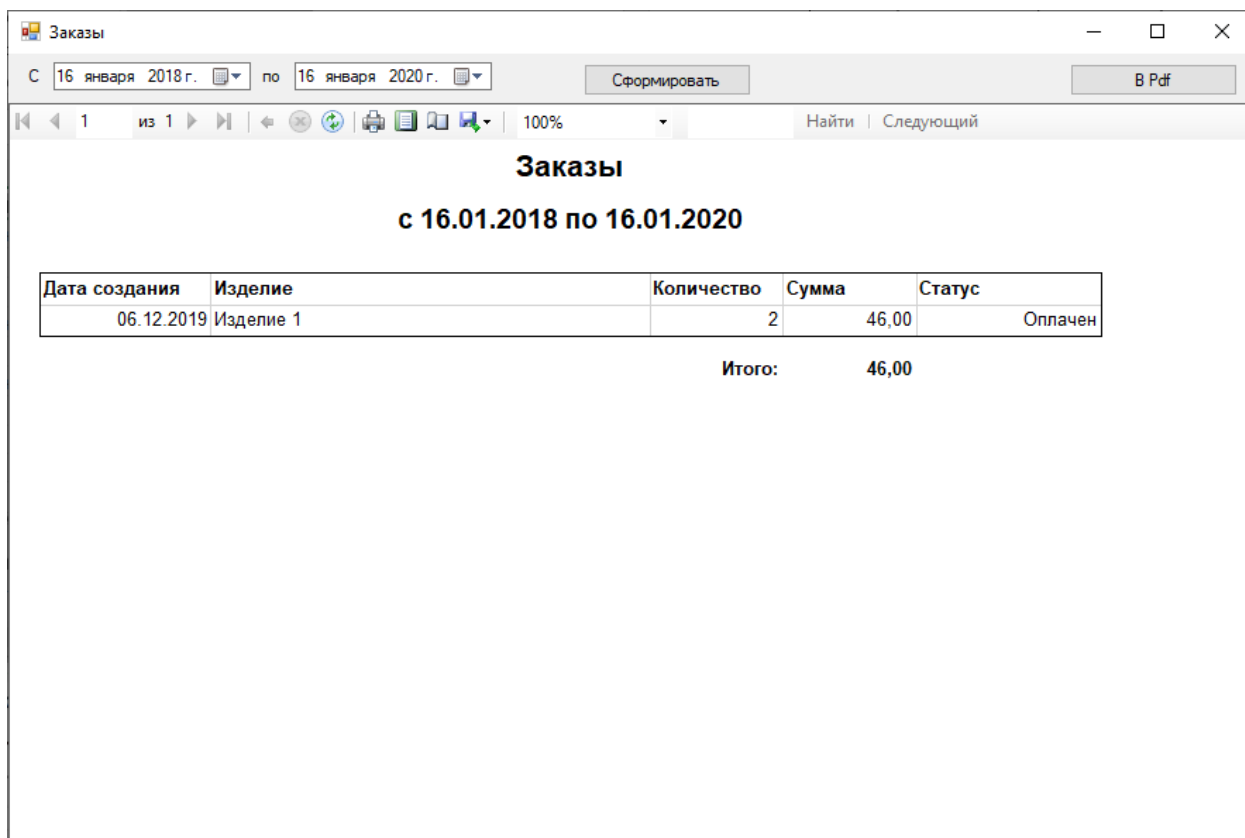 Заказы
С 16 января 2018 г. по 16 января 2020 г. Сформировать В Pdf
1 из 1 100% Найти | Следующий
Заказы
с 16.01.2018 по 16.01.2020
Дата создания Изделие Количество Сумма Статус
06.12.2019 Изделие 1 2 46,00 Оплачен
Итого: 46,00